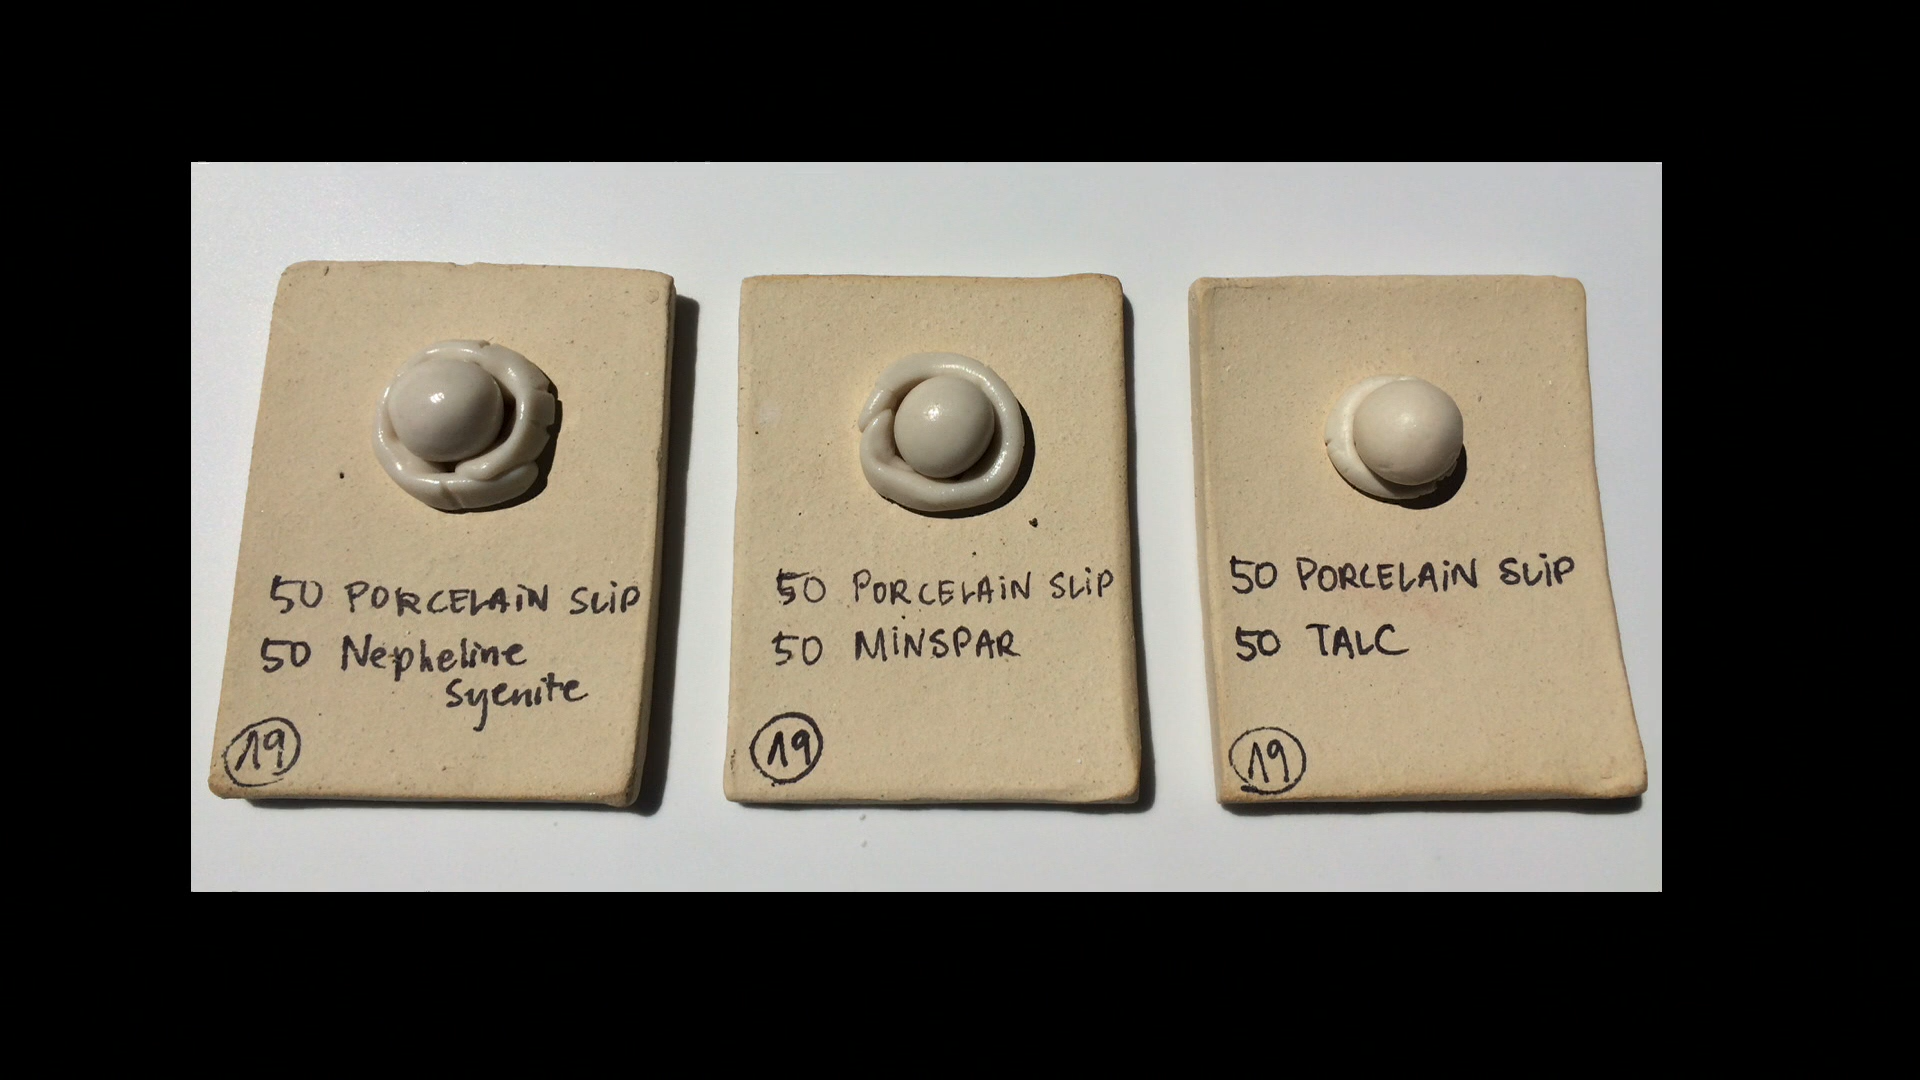 50 PORCELAiN SLiP
50 Nepheline
Syenite
19
50 PORCELAiN SLiP
50 MiNSPAR
19
50 PORCELAiN SLiP
50 TALC
19